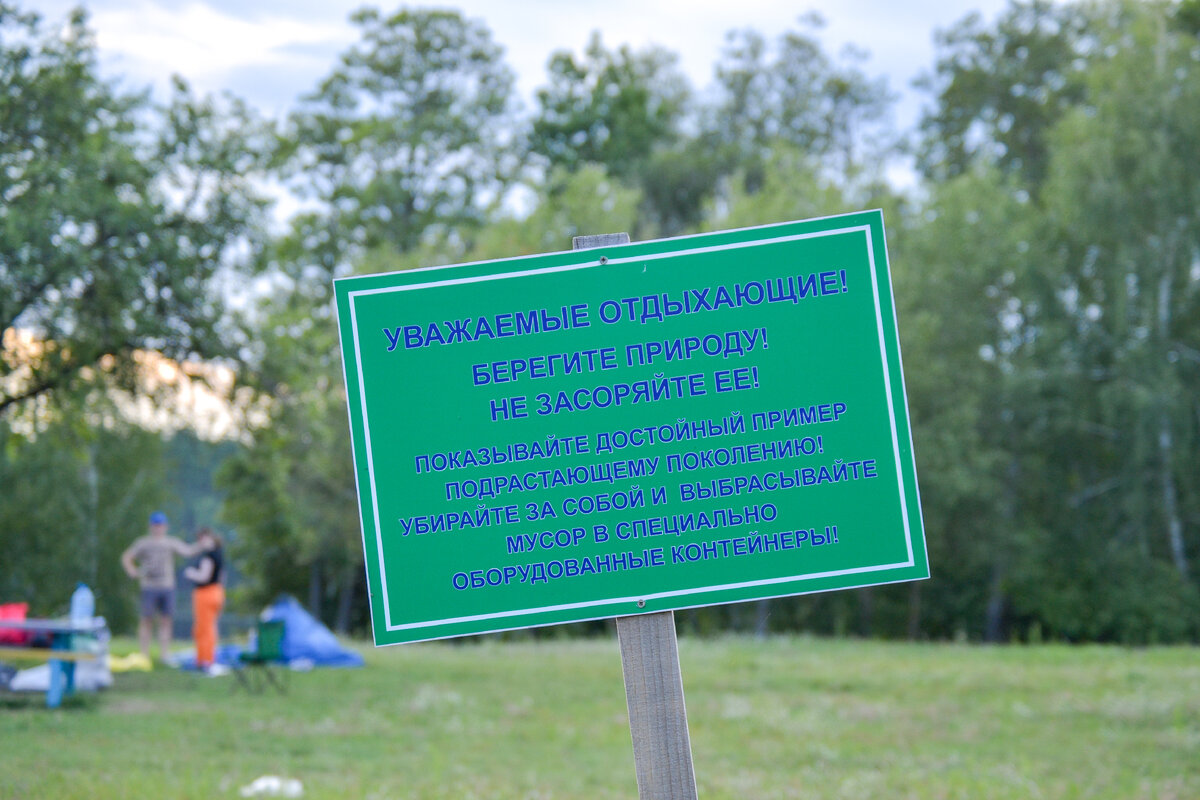 УВАЖАЕМЫЕ ОТДЫХАЮЩИЕ!
БЕРЕГИТЕ ПРИРОДУ!
НЕ ЗАСОРЯЙТЕ ЕЕ!
ПОКАЗЫВАЙТЕ ДОСТОЙНЫЙ ПРИМЕР
ПОДРАСТАЮЩЕМУ ПОКОЛЕНИЮ!
УБИРАЙТЕ ЗА СОБОЙ И ВЫБРАСЫВАЙТЕ
МУСОР В СПЕЦИАЛЬНО
ОБОРУДОВАННЫЕ КОНТЕЙНЕРЫ!